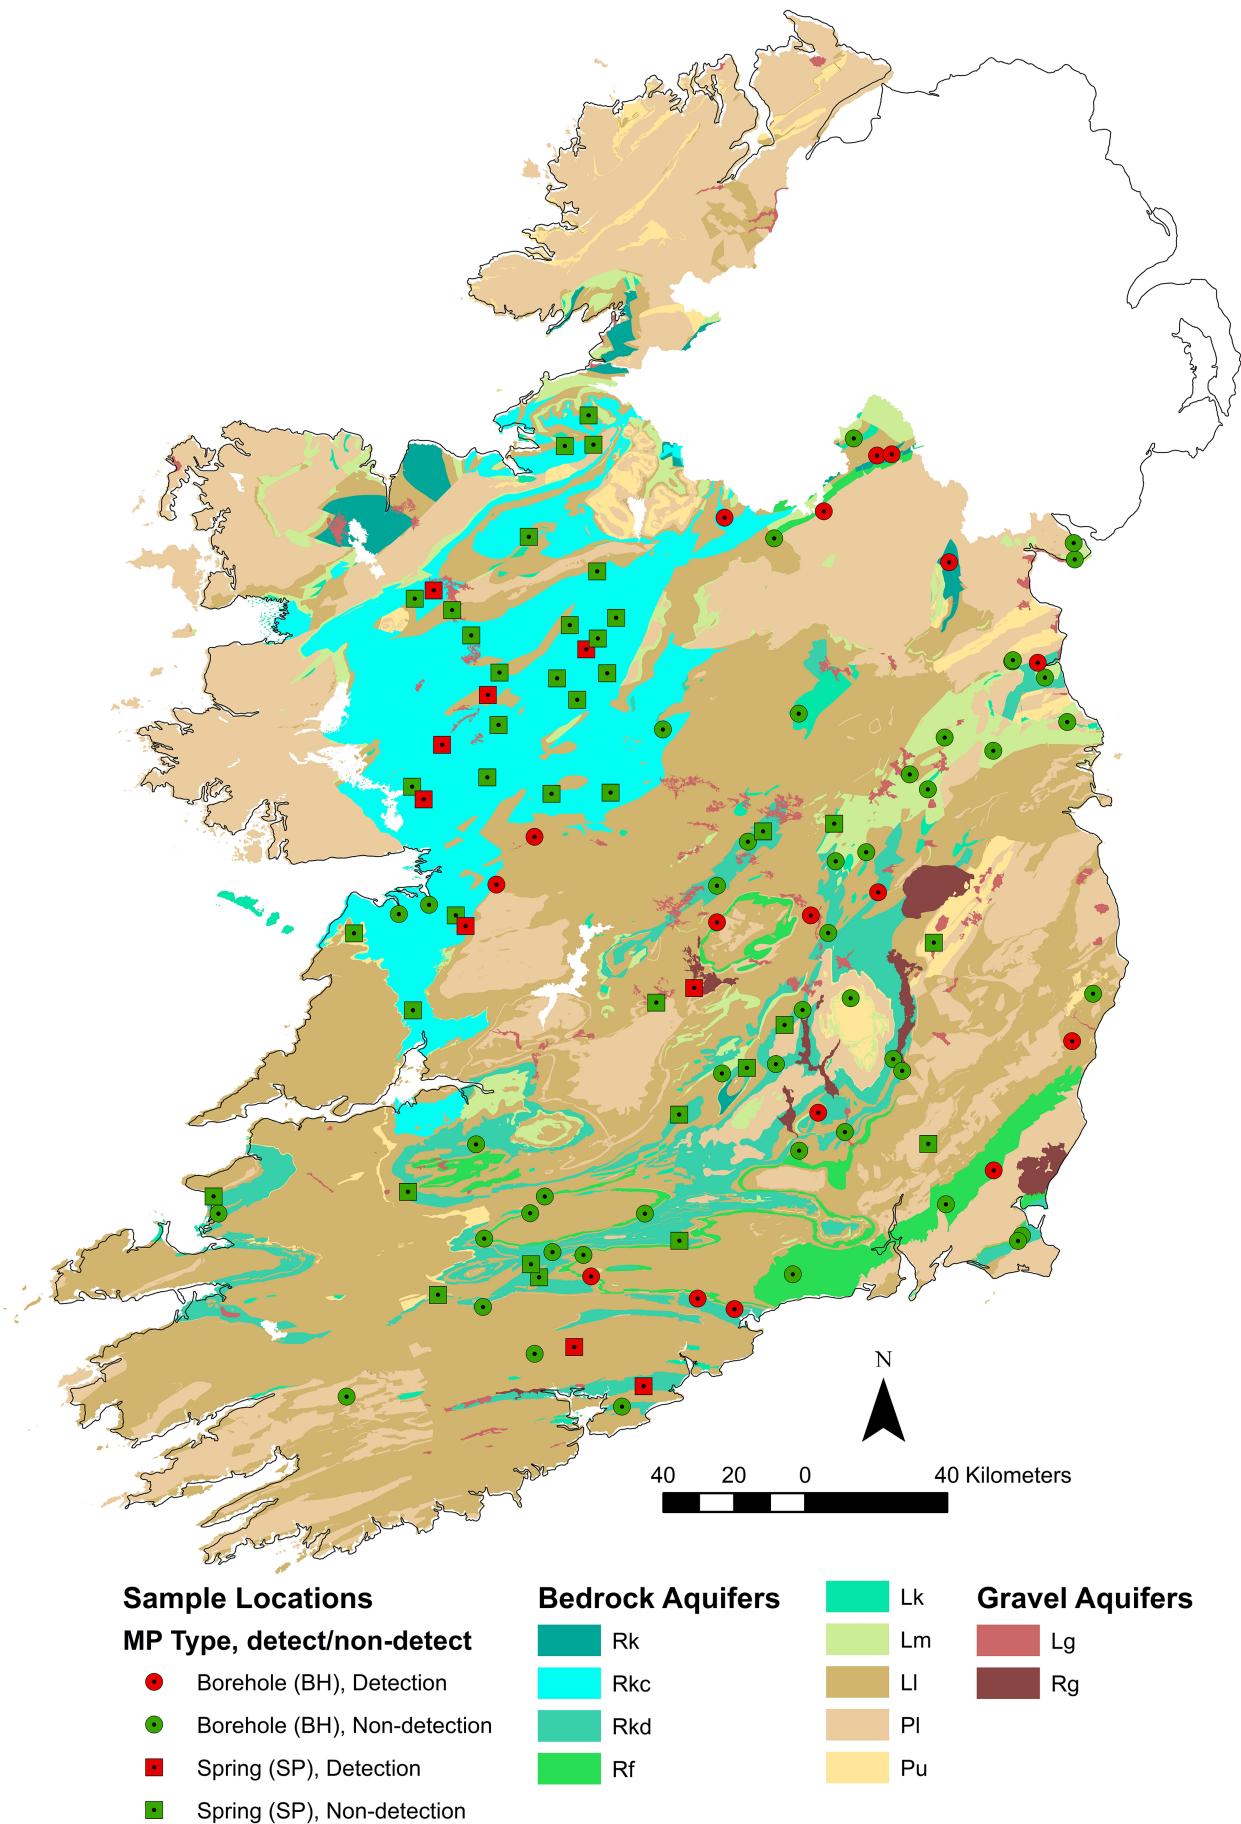 N
40 20 0 40 Kilometers
Sample Locations
MP Type, detect/non-detect
Borehole (BH), Detection
Borehole (BH), Non-detection
Spring (SP), Detection
Spring (SP), Non-detection
Bedrock Aquifers
Rk
Rkc
Rkd
Rf
Lk
Lm
Ll
Pl
Pu
Gravel Aquifers
Lg
Rg